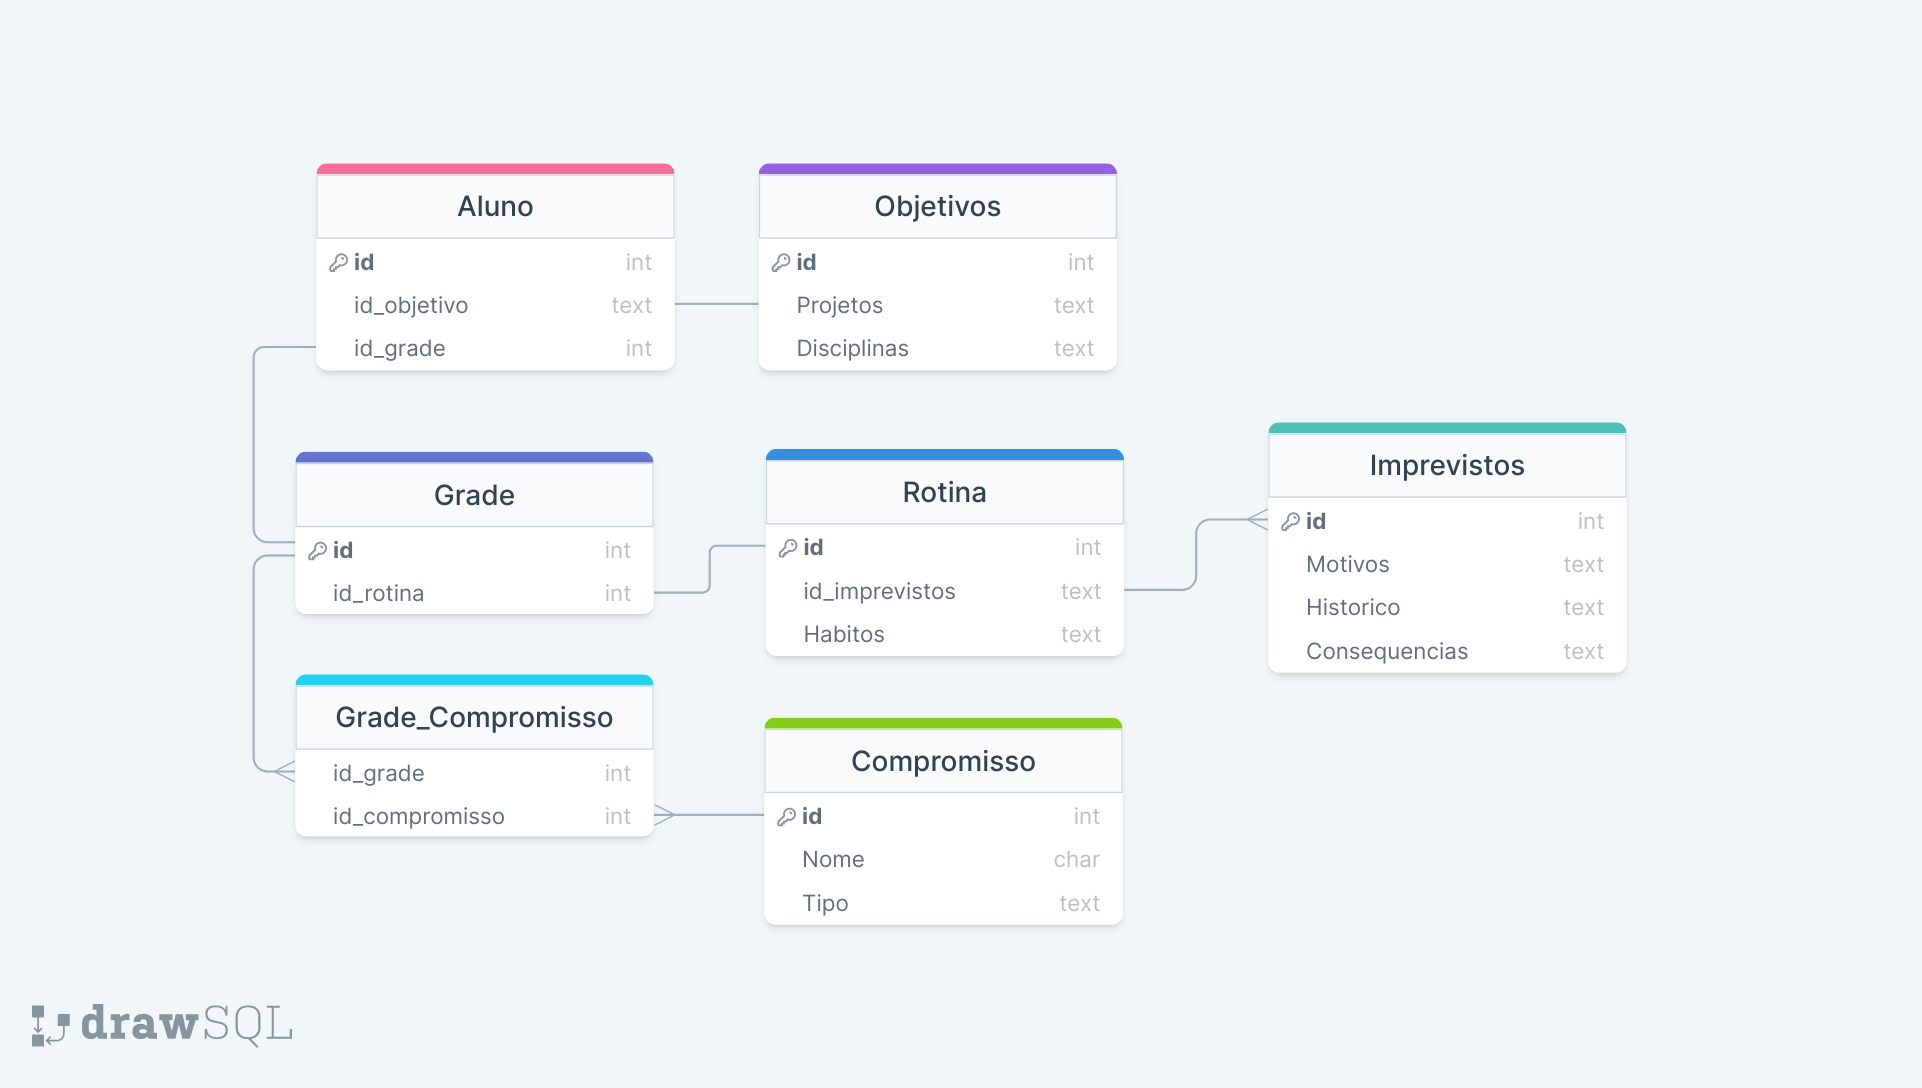 Aluno
id int
id_objetivo text
id_grade int
Objetivos
id int
Projetos text
Disciplinas text
Grade
id int
id_rotina int
Rotina
id int
id_imprevistos text
Habitos text
Imprevistos
id int
Motivos text
Historico text
Consequencias text
Grade_Compromisso
id_grade int
id_compromisso int
Compromisso
id int
Nome char
Tipo text
drawSQL